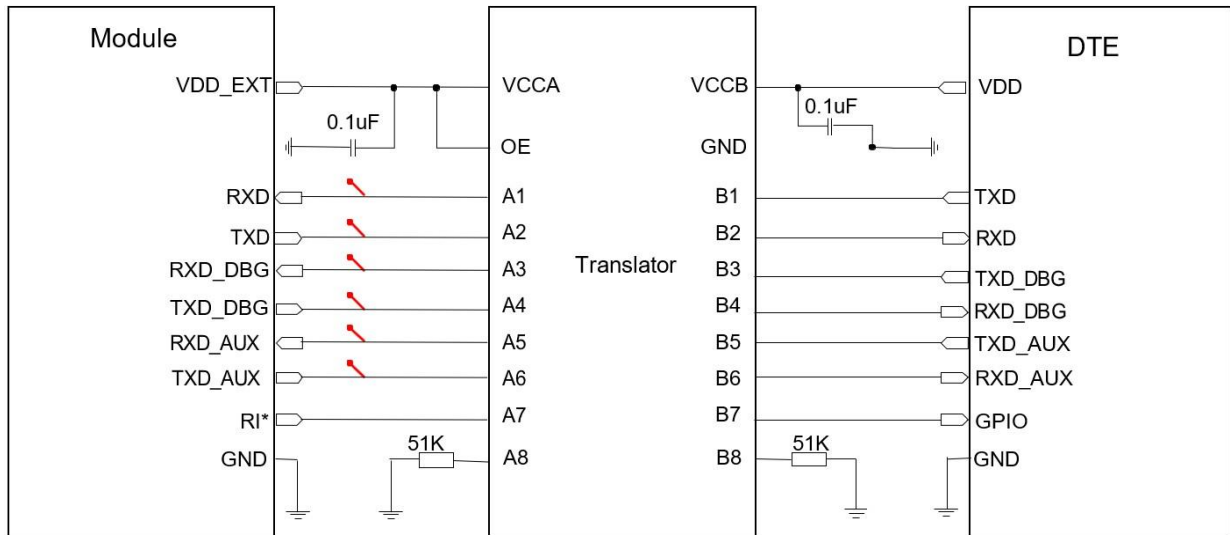 Module
DTE
VDD_EXT VCCA VCCB VDD
0.1uF 0.1uF
OE GND
RXD A1 B1 TXD
TXD A2 B2 RXD
Translator
RXD_DBG A3 B3 TXD_DBG
TXD_DBG A4 B4 RXD_DBG
RXD_AUX A5 B5 TXD_AUX
TXD_AUX A6 B6 RXD_AUX
RI* A7 B7 GPIO
51K 51K
GND A8 B8 GND